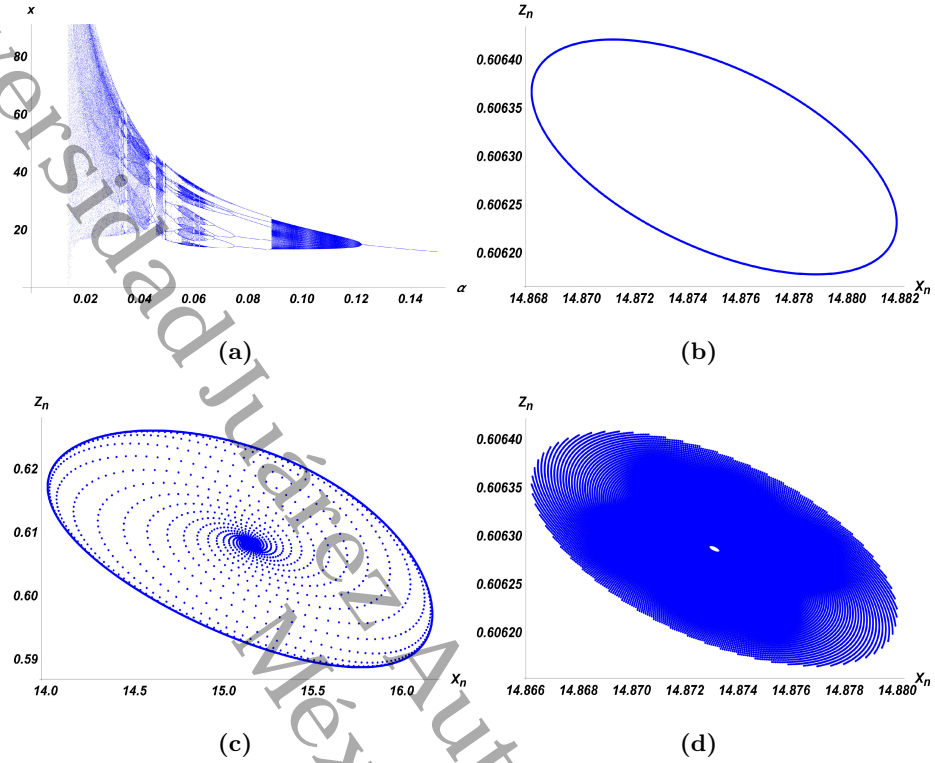 x
80
60
40
20
0.02 0.04 0.06 0.08 0.10 0.12 0.14 α
(a)
Zn
0.60640
0.60635
0.60630
0.60625
0.60620
14.868 14.870 14.872 14.874 14.876 14.878 14.880 14.882 Xn
(b)
Zn
0.62
0.61
0.60
0.59
14.0 14.5 15.0 15.5 16.0 Xn
(c)
Zn
0.60640
0.60635
0.60630
0.60625
0.60620
14.866 14.868 14.870 14.872 14.874 14.876 14.878 14.880 Xn
(d)
versidad Juárez Aut
Méx